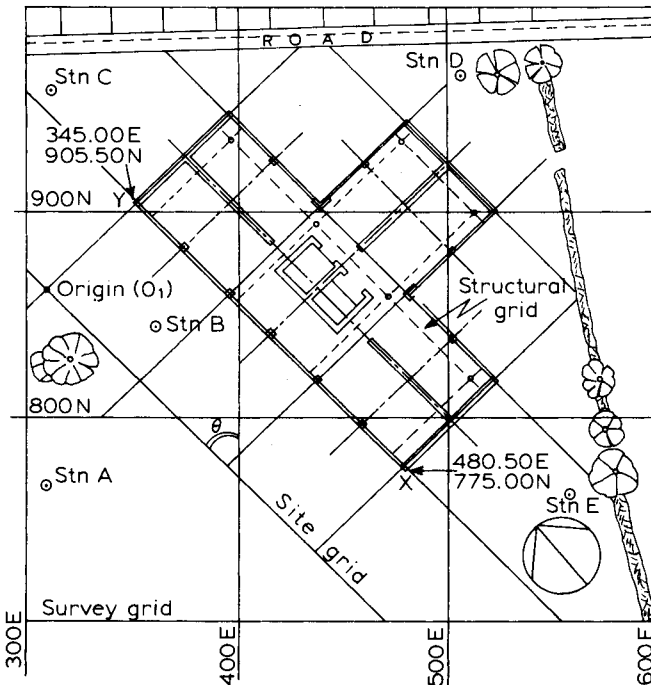 ROAD
Stn C
Stn D
345.00E
905.50N
Y
900N
Origin (O1)
Stn B
Structural
grid
800N
θ
Stn A
480.50E
775.00N
X
Stn E
Site grid
Survey grid
300E
400E
500E
600E